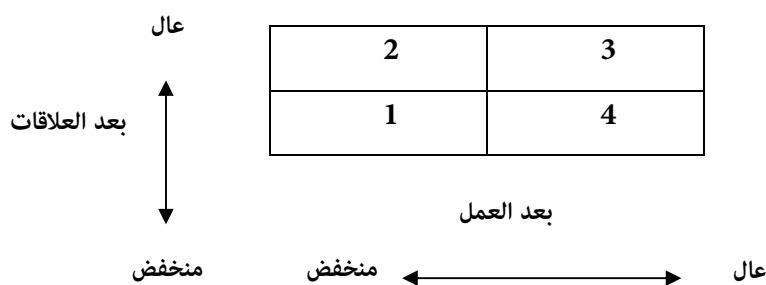 عال
2 3
بعد العلاقات
1 4
بعد العمل
منخفض
منخفض عال